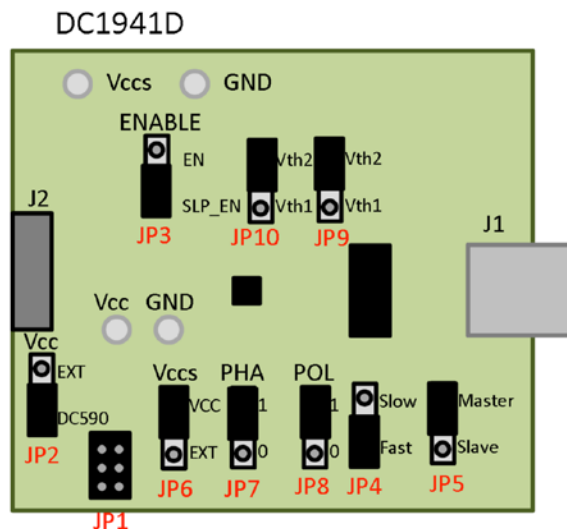 DC1941D
Vccs
GND
ENABLE
EN
SLP_EN
JP3
Vth2
Vth1
JP10
Vth2
Vth1
JP9
J2
J1
Vcc
GND
Vcc
EXT
DC590
JP2
JP1
Vccs
VCC
EXT
JP6
PHA
1
0
JP7
POL
1
0
JP8
Slow
Fast
JP4
Master
Slave
JP5